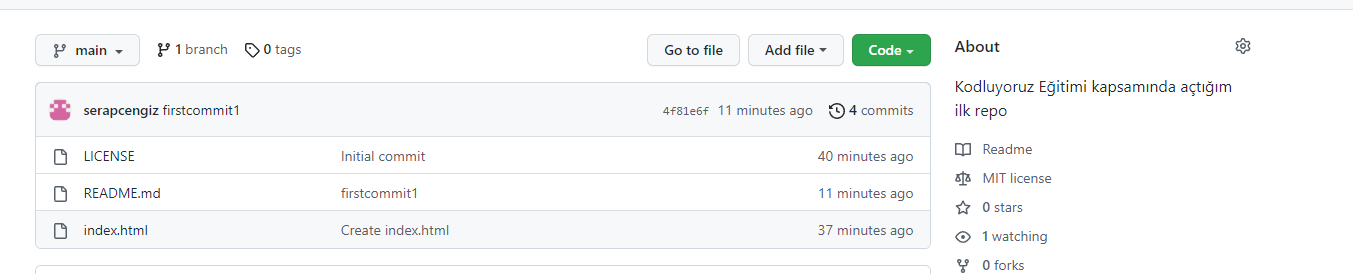 main 1 branch 0 tags Go to file Add file Code
serapcengiz firstcommit1 4f81e6f 11 minutes ago 4 commits
LICENSE Initial commit 40 minutes ago
README.md firstcommit1 11 minutes ago
index.html Create index.html 37 minutes ago
About
Kodluyoruz Eğitimi kapsamında açtığım
ilk repo
Readme
MIT license
0 stars
1 watching
0 forks